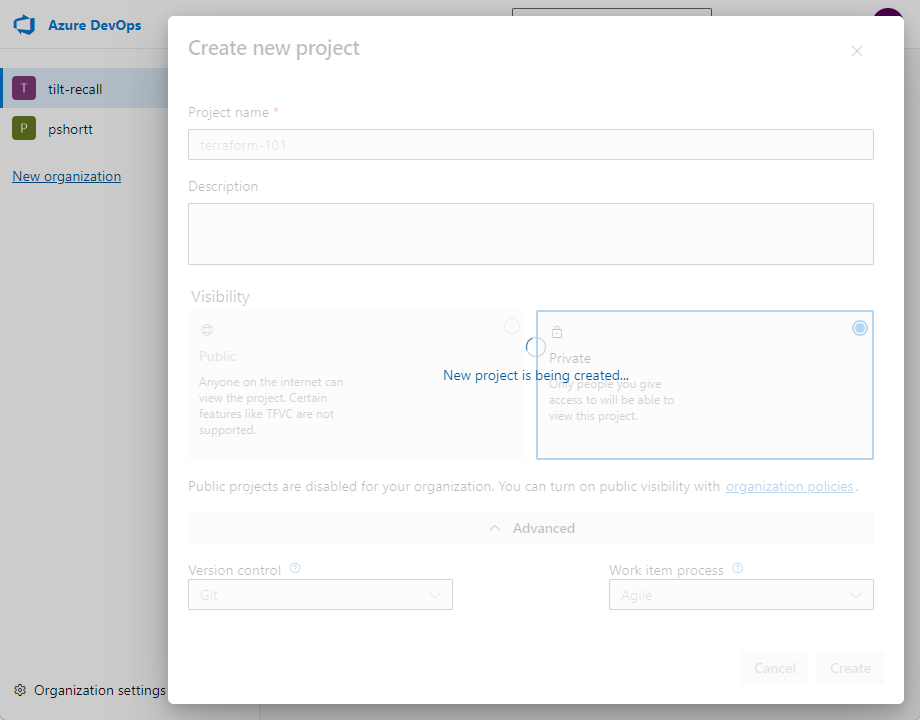 Azure DevOps
Create new project
T
tilt-recall
P
pshortt
New organization
Project name *
terraform-101
Description
Visibility
Public
Anyone on the internet can
view the project. Certain
features like TFVC are not
supported.
Private
Only people you give
access to will be able to
view this project.
New project is being created...
Public projects are disabled for your organization. You can turn on public visibility with organization policies.
Advanced
Version control
Git
Work item process
Agile
Organization settings
Cancel
Create